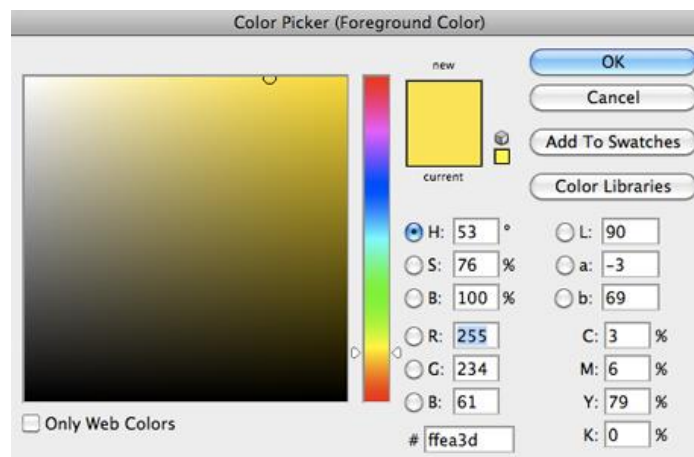 Color Picker (Foreground Color)
new
current
OK
Cancel
Add To Swatches
Color Libraries
H: 53 °
S: 76 %
B: 100 %
R: 255
G: 234
B: 61
# ffea3d
L: 90
a: -3
b: 69
C: 3 %
M: 6 %
Y: 79 %
K: 0 %
Only Web Colors